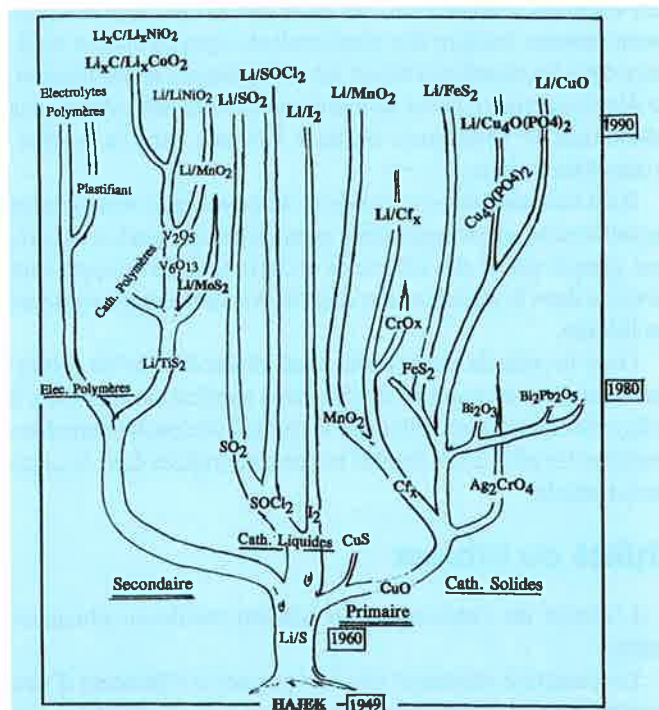 LixC/LixNiO2
LixC/LixCoO2
Li/LiNiO2
Li/SO2
Li/SOCl2
Li/I2
Li/MnO2
Li/FeS2
Li/CuO
Li/Cu4O(PO4)2
1990
Electrolytes
Polymères
Plastifiant
Li/MnO2
Cu4O(PO4)2
Li/Cfx
V2O5
V6O13
Cath. Polymères
Li/MoS2
CrOx
Li/TiS2
FeS2
Elec. Polymères
1980
Bi2O3
Bi2Pb2O5
MnO2
SO2
Cfx
Ag2CrO4
SOCl2
I2
Cath. Liquides
CuS
Secondaire
CuO
Cath. Solides
Primaire
Li/S
1960
HAJEK
1949